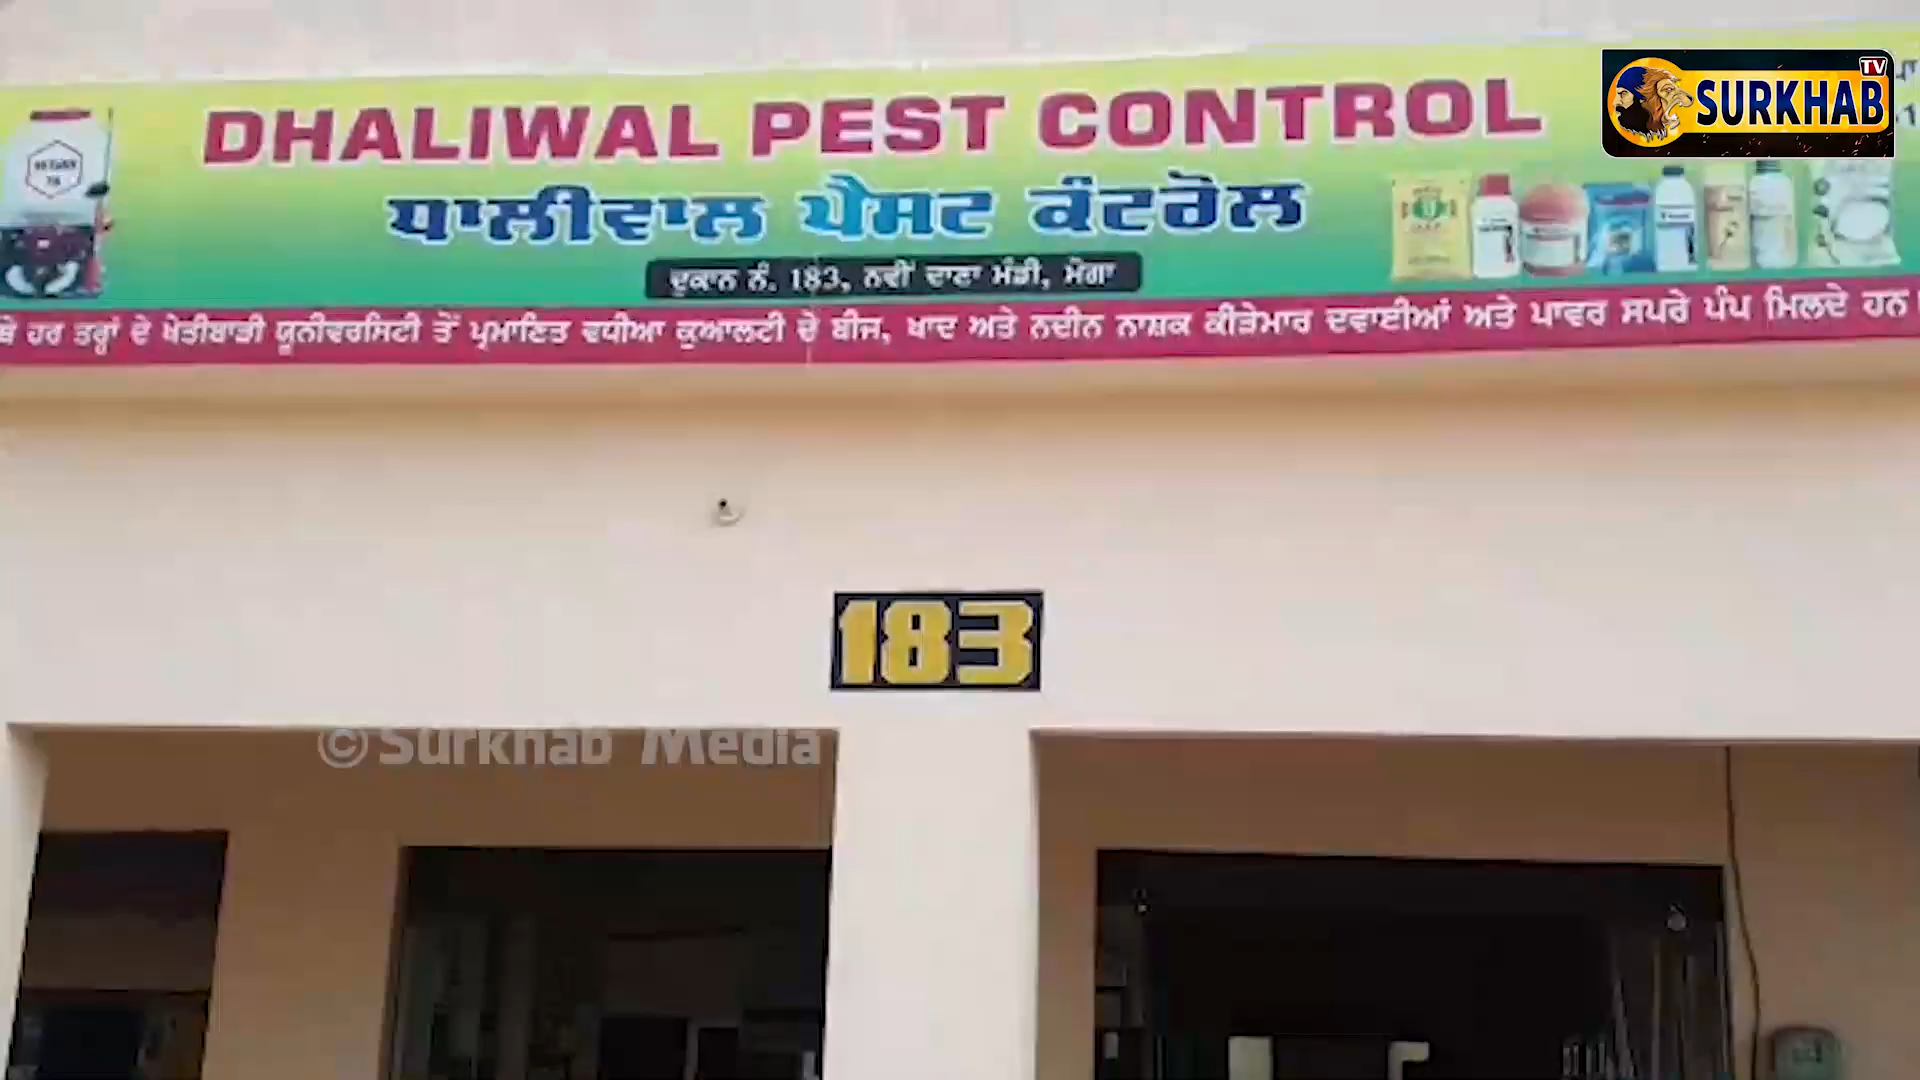 DHALIWAL PEST CONTROL
SURKHAB TV
ਧਾਲੀਵਾਲ ਪੈਸਟ ਕੰਟਰੋਲ
ਦੁਕਾਨ ਨੰ. 183, ਨਵੀਂ ਦਾਣਾ ਮੰਡੀ, ਮੋਗਾ
ਹਰ ਤਰ੍ਹਾਂ ਦੇ ਖੇਤੀਬਾੜੀ ਯੂਨੀਵਰਸਿਟੀ ਤੋਂ ਪ੍ਰਮਾਣਿਤ ਵਧੀਆ ਕੁਆਲਟੀ ਦੇ ਬੀਜ, ਖਾਦ ਅਤੇ ਨਦੀਨ ਨਾਸ਼ਕ ਕੀੜੇਮਾਰ ਦਵਾਈਆਂ ਅਤੇ ਪਾਵਰ ਸਪਰੇ ਪੰਪ ਮਿਲਦੇ ਹਨ
183
© Surkhab Media